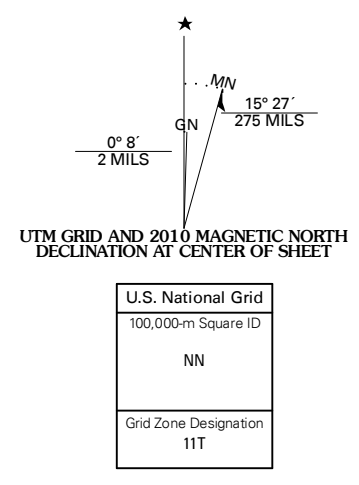 MN
15° 27´
275 MILS
GN
0° 8´
2 MILS
UTM GRID AND 2010 MAGNETIC NORTH
DECLINATION AT CENTER OF SHEET
U.S. National Grid
100,000-m Square ID
NN
Grid Zone Designation
11T